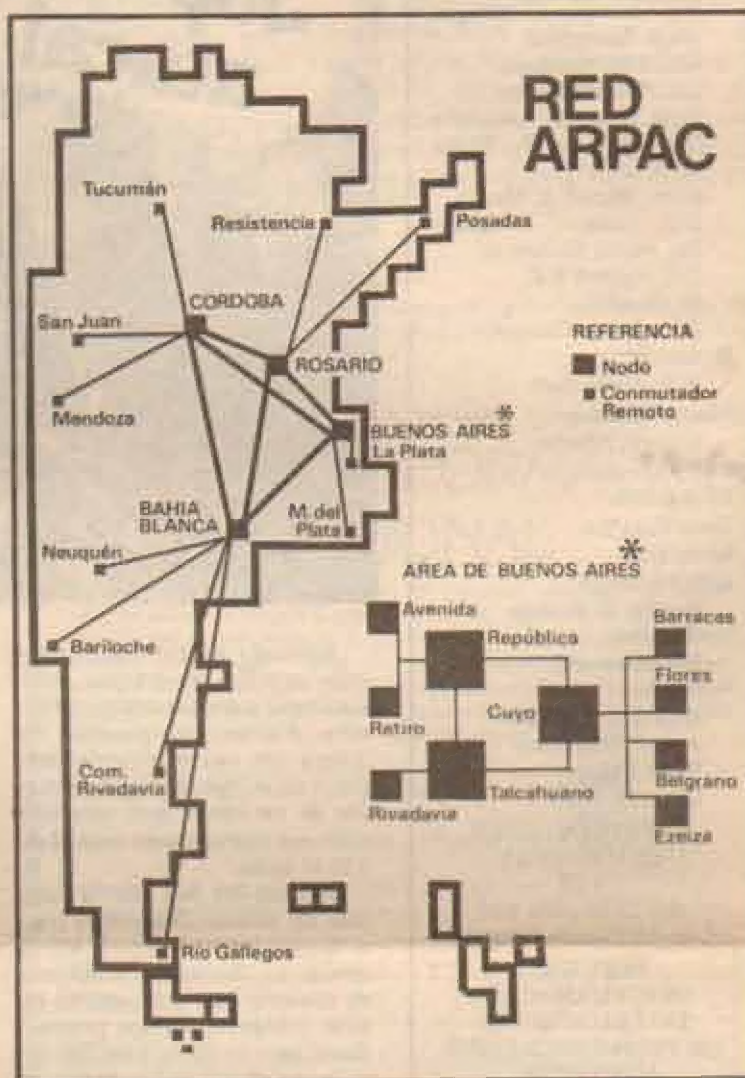 RED
ARPAC
Tucumán
Resistencia
Posadas
CORDOBA
San Juan
ROSARIO
Mendoza
REFERENCIA
Nodo
Conmutador
Remoto
BUENOS AIRES *
La Plata
BAHIA
BLANCA
M. del
Plata
Neuquén
Bariloche
AREA DE BUENOS AIRES *
Avenida
República
Barracas
Flores
Retiro
Cuyo
Belgrano
Rivadavia
Talcahuano
Ezeiza
Com.
Rivadavia
Río Gallegos